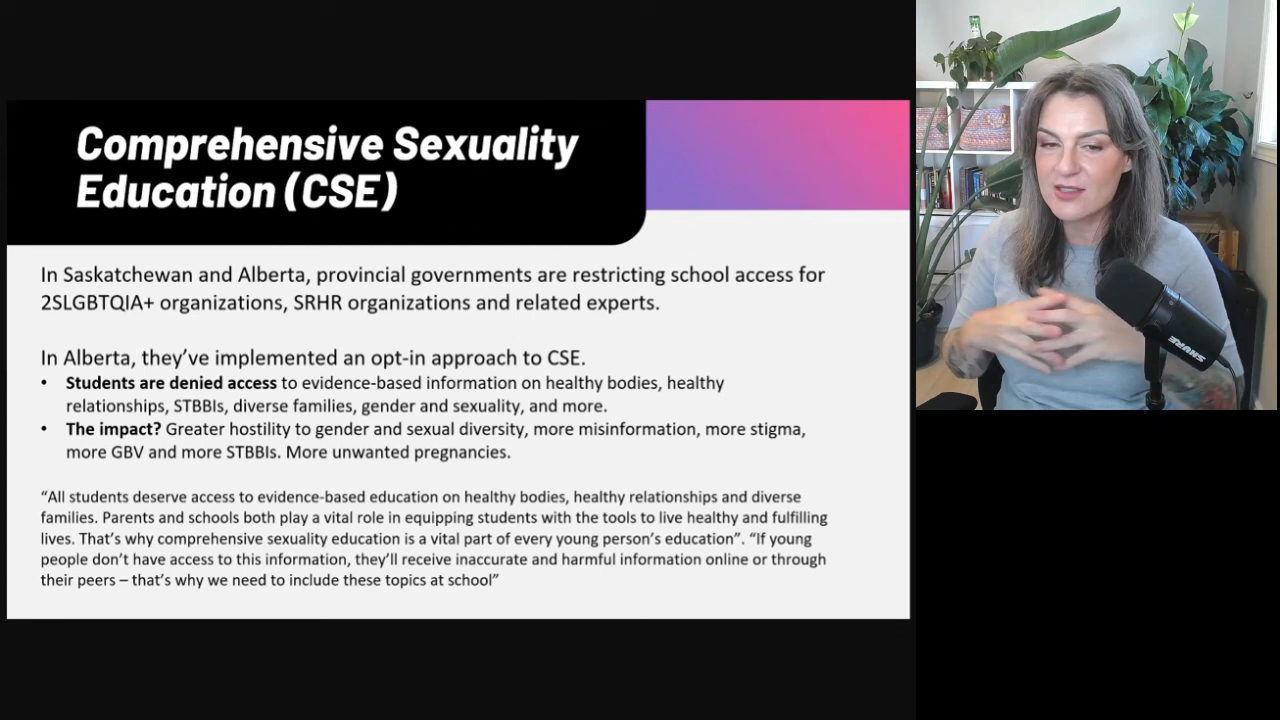 Comprehensive Sexuality
Education (CSE)
In Saskatchewan and Alberta, provincial governments are restricting school access for
2SLGBTQIA+ organizations, SRHR organizations and related experts.
In Alberta, they’ve implemented an opt-in approach to CSE.
• Students are denied access to evidence-based information on healthy bodies, healthy
relationships, STBBIs, diverse families, gender and sexuality, and more.
• The impact? Greater hostility to gender and sexual diversity, more misinformation, more stigma,
more GBV and more STBBIs. More unwanted pregnancies.
“All students deserve access to evidence-based education on healthy bodies, healthy relationships and diverse
families. Parents and schools both play a vital role in equipping students with the tools to live healthy and fulfilling
lives. That’s why comprehensive sexuality education is a vital part of every young person’s education”. “If young
people don’t have access to this information, they’ll receive inaccurate and harmful information online or through
their peers – that’s why we need to include these topics at school”
SHURE